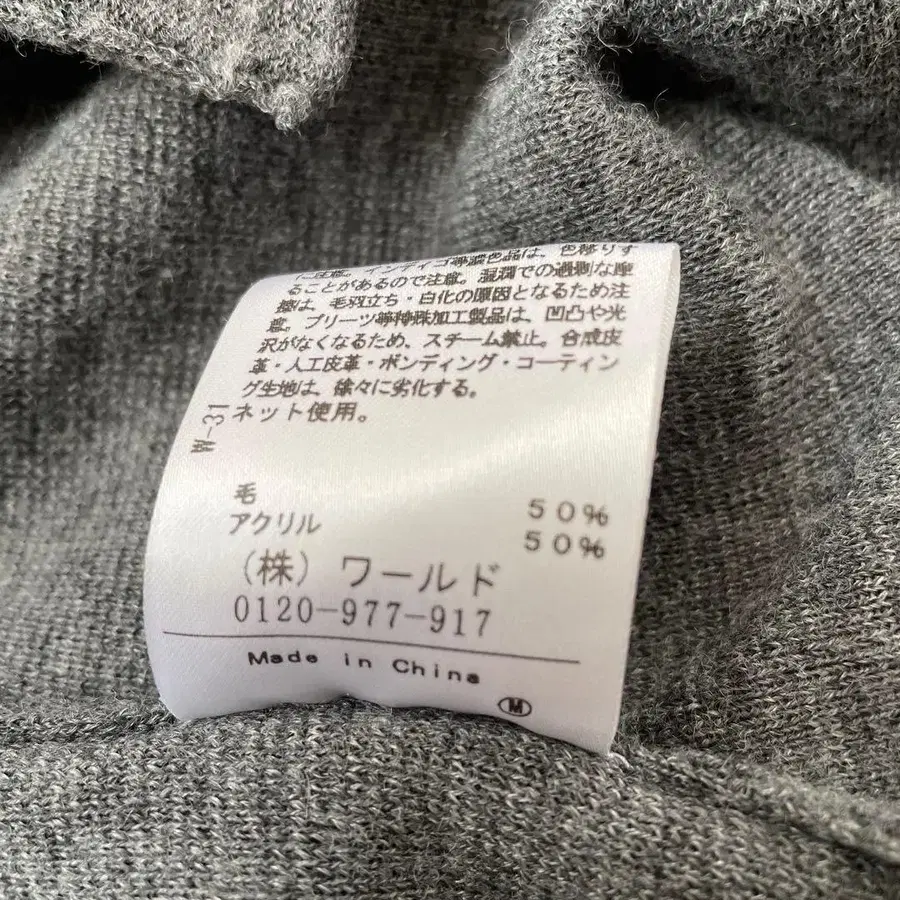 に注意。インディゴ等濃色品は、色移りす
ることがあるので注意。湿潤での過剰な摩
擦は、毛羽立ち・白化の原因となるため注
意。プリーツ等特殊加工製品は、凹凸や光
沢がなくなるため、スチーム禁止。合成皮
革・人工皮革・ボンディング・コーティン
グ生地は、徐々に劣化する。
ネット使用。
W-31
毛 50%
アクリル 50%
(株)ワールド
0120-977-917
Made in China
M